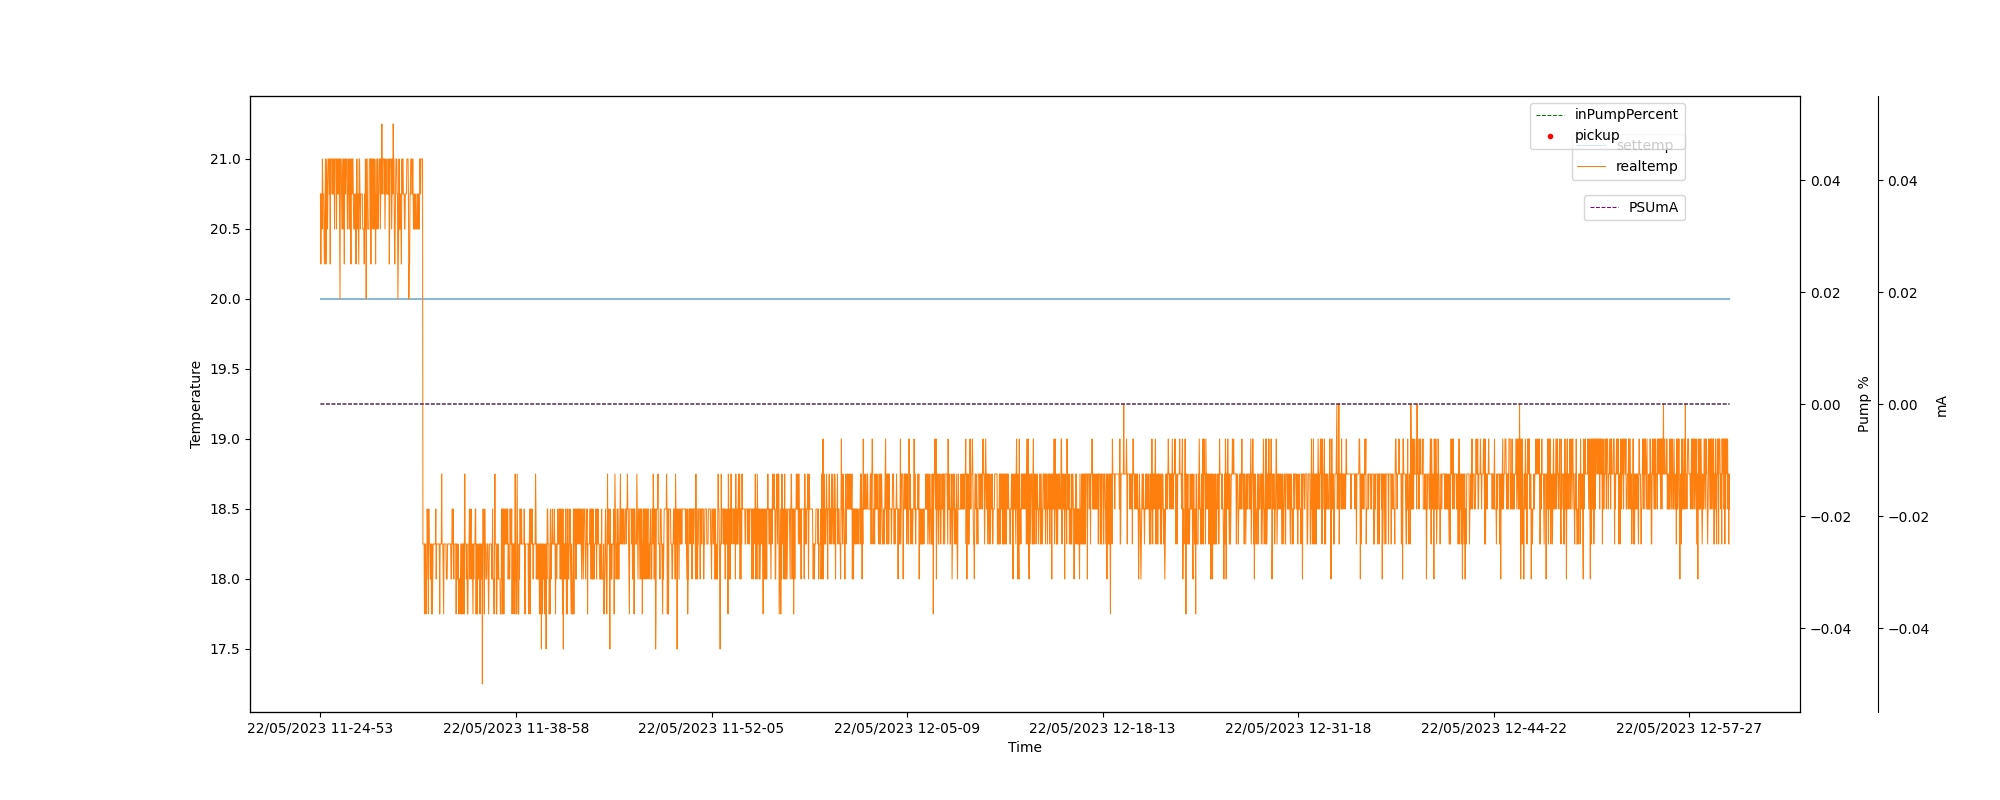 inPumpPercent
pickup
settemp
realtemp
PSUmA
21.0
20.5
20.0
19.5
19.0
18.5
18.0
17.5
Temperature
0.04
0.02
0.00
−0.02
−0.04
Pump %
0.04
0.02
0.00
−0.02
−0.04
mA
22/05/2023 11-24-53
22/05/2023 11-38-58
22/05/2023 11-52-05
22/05/2023 12-05-09
22/05/2023 12-18-13
22/05/2023 12-31-18
22/05/2023 12-44-22
22/05/2023 12-57-27
Time